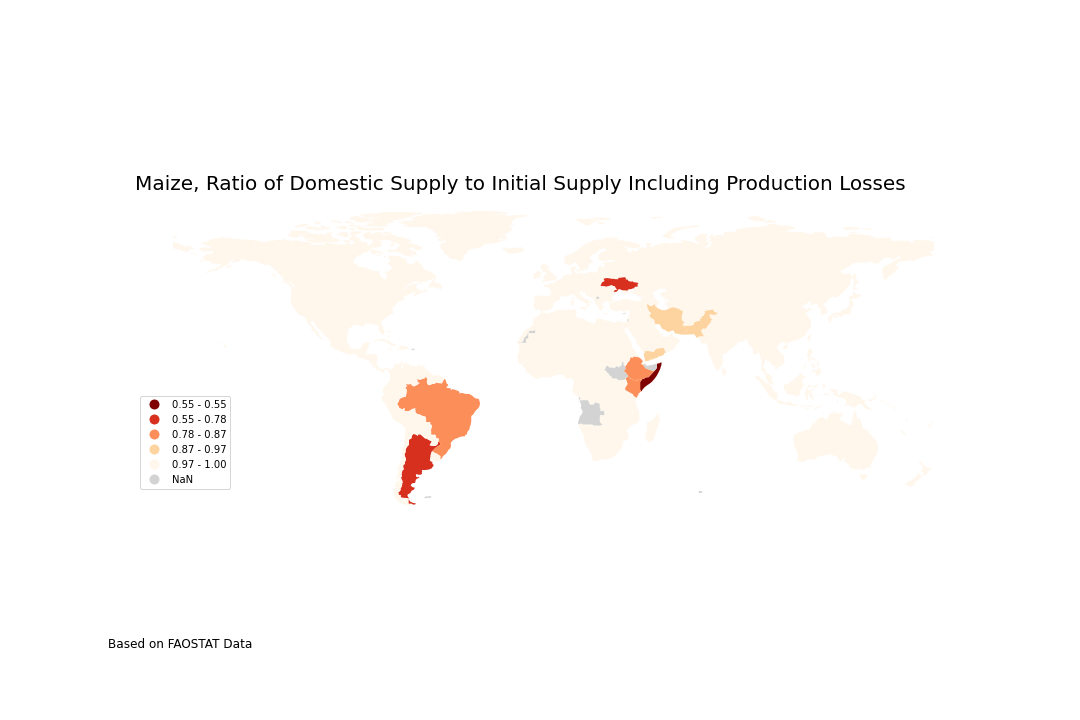 Maize, Ratio of Domestic Supply to Initial Supply Including Production Losses
0.55 - 0.55
0.55 - 0.78
0.78 - 0.87
0.87 - 0.97
0.97 - 1.00
NaN
Based on FAOSTAT Data